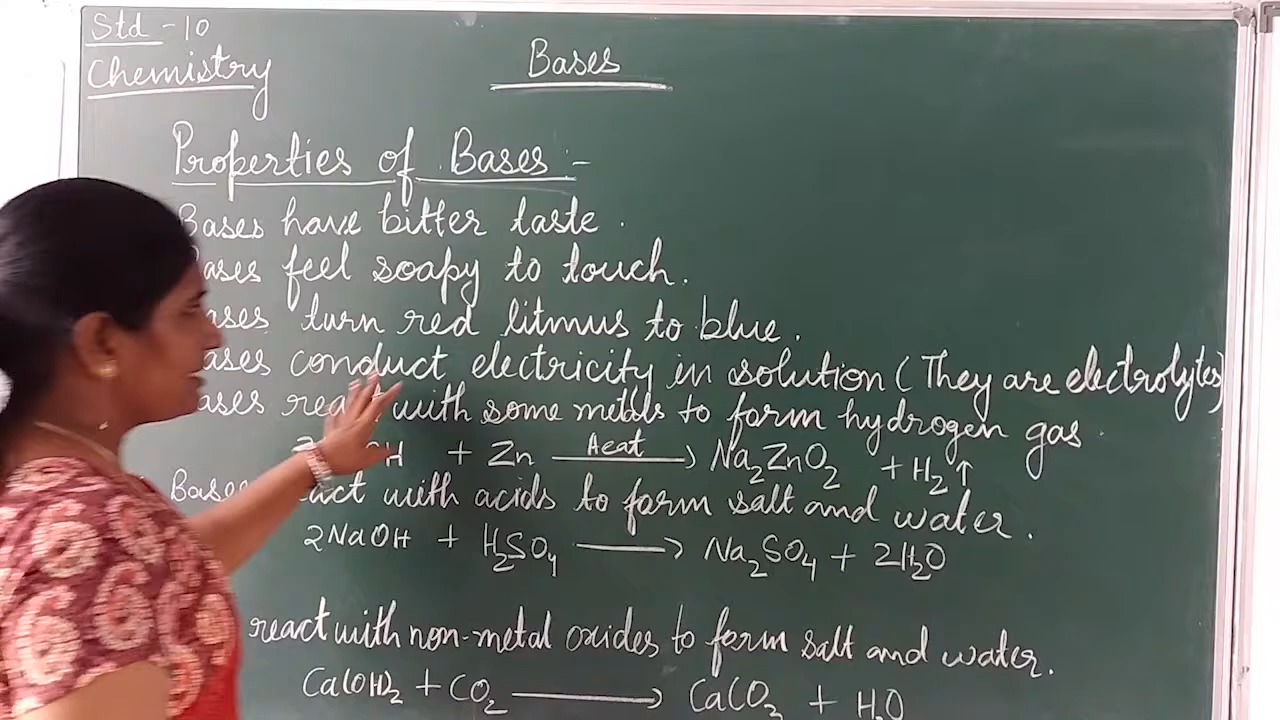 Std - 10
Chemistry
Bases
Properties of Bases :-
Bases have bitter taste.
ases feel soapy to touch.
ases turn red litmus to blue.
ases conduct electricity in solution (They are electrolytes)
ases react with some metals to form hydrogen gas.
H + Zn —Heat→ Na₂ZnO₂ + H₂↑
Bases react with acids to form salt and water.
2NaOH + H₂SO₄ ⟶ Na₂SO₄ + 2H₂O
react with non-metal oxides to form salt and water.
Ca(OH)₂ + CO₂ ⟶ CaCO₃ + H₂O